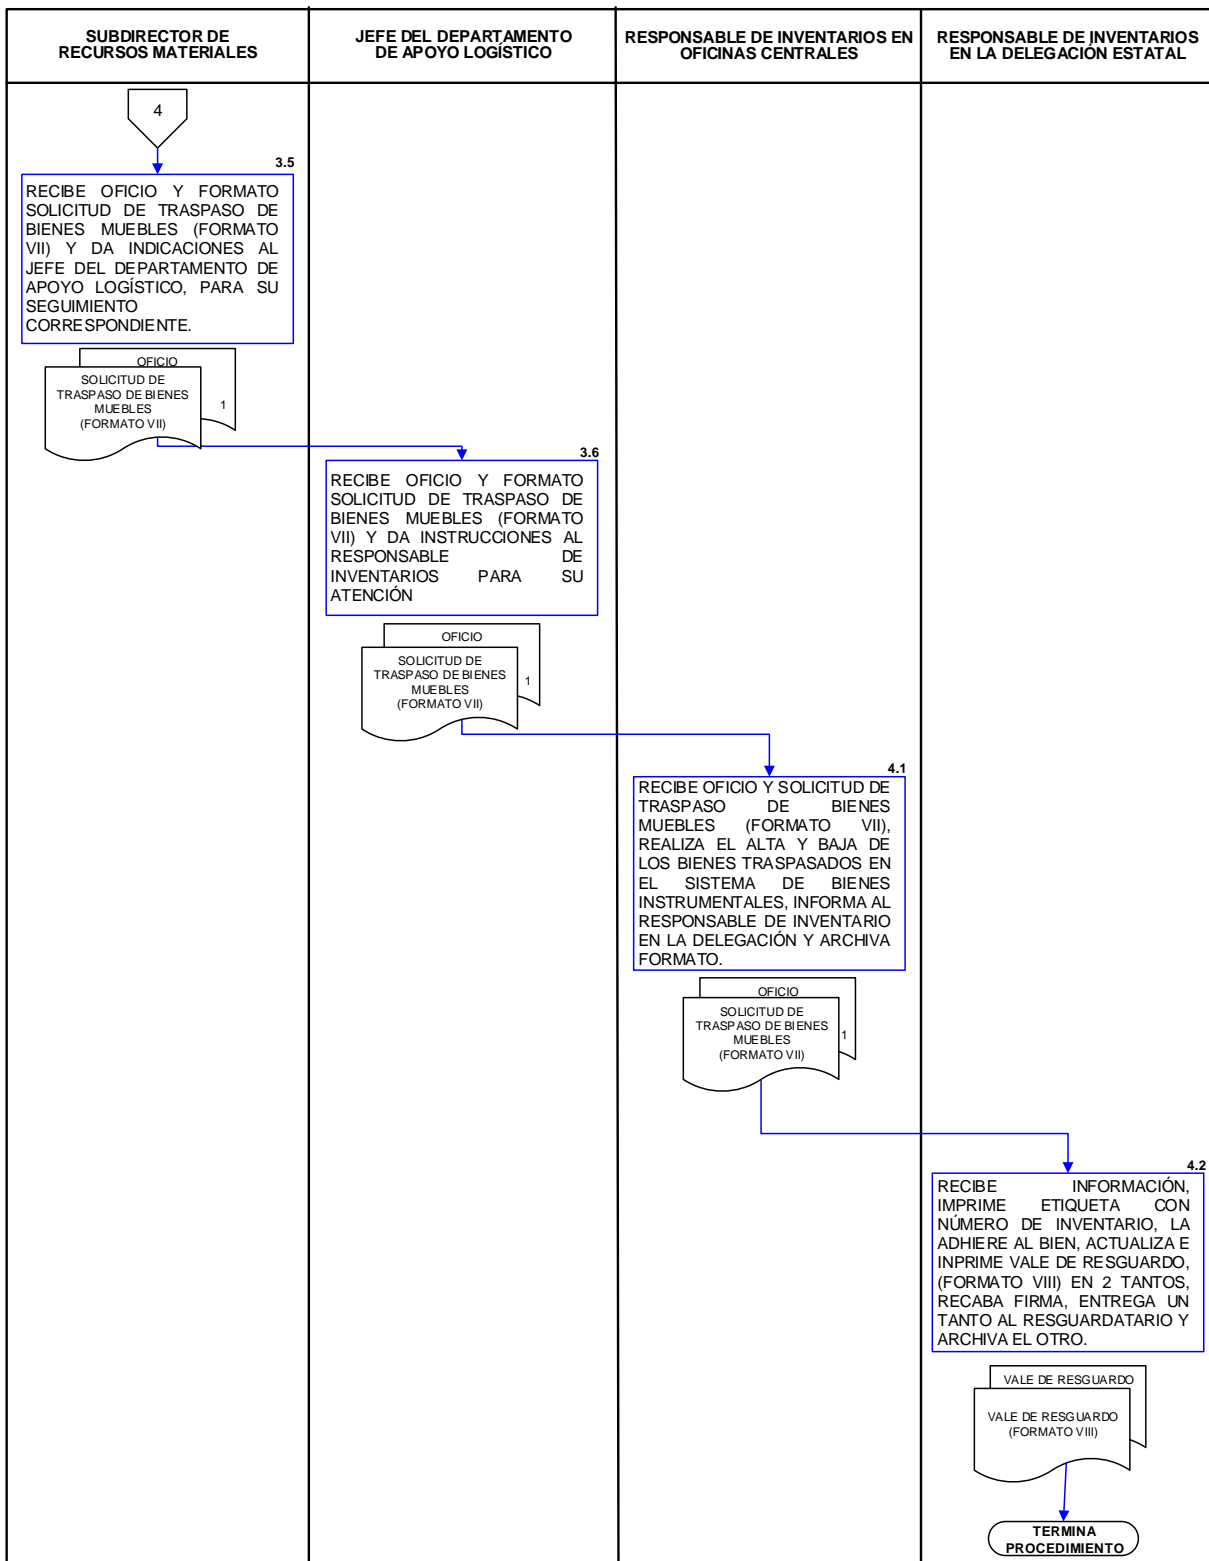 SUBDIRECTOR DE
RECURSOS MATERIALES
JEFE DEL DEPARTAMENTO
DE APOYO LOGÍSTICO
RESPONSABLE DE INVENTARIOS EN
OFICINAS CENTRALES
RESPONSABLE DE INVENTARIOS
EN LA DELEGACIÓN ESTATAL
4
3.5
RECIBE OFICIO Y FORMATO
SOLICITUD DE TRASPASO DE
BIENES MUEBLES (FORMATO
VII) Y DA INDICACIONES AL
JEFE DEL DEPARTAMENTO DE
APOYO LOGÍSTICO, PARA SU
SEGUIMIENTO
CORRESPONDIENTE.
OFICIO
SOLICITUD DE
TRASPASO DE BIENES
MUEBLES
(FORMATO VII)
1
3.6
RECIBE OFICIO Y FORMATO
SOLICITUD DE TRASPASO DE
BIENES MUEBLES (FORMATO
VII) Y DA INSTRUCCIONES AL
RESPONSABLE DE
INVENTARIOS PARA SU
ATENCIÓN
OFICIO
SOLICITUD DE
TRASPASO DE BIENES
MUEBLES
(FORMATO VII)
1
4.1
RECIBE OFICIO Y SOLICITUD DE
TRASPASO DE BIENES
MUEBLES (FORMATO VII),
REALIZA EL ALTA Y BAJA DE
LOS BIENES TRASPASADOS EN
EL SISTEMA DE BIENES
INSTRUMENTALES, INFORMA AL
RESPONSABLE DE INVENTARIO
EN LA DELEGACIÓN Y ARCHIVA
FORMATO.
OFICIO
SOLICITUD DE
TRASPASO DE BIENES
MUEBLES
(FORMATO VII)
1
4.2
RECIBE INFORMACIÓN,
IMPRIME ETIQUETA CON
NÚMERO DE INVENTARIO, LA
ADHIERE AL BIEN, ACTUALIZA E
INPRIME VALE DE RESGUARDO,
(FORMATO VIII) EN 2 TANTOS,
RECABA FIRMA, ENTREGA UN
TANTO AL RESGUARDATARIO Y
ARCHIVA EL OTRO.
VALE DE RESGUARDO
VALE DE RESGUARDO
(FORMATO VIII)
TERMINA
PROCEDIMIENTO